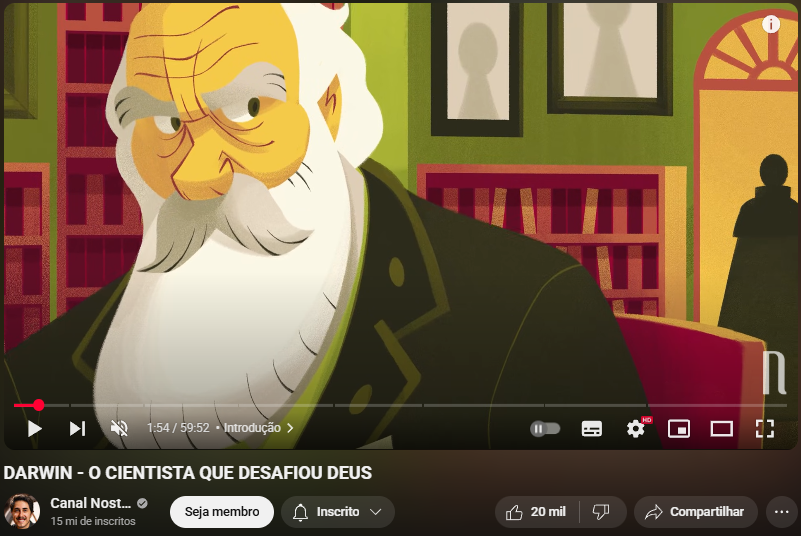 i
n
1:54 / 59:52 • Introdução >
HD
DARWIN - O CIENTISTA QUE DESAFIOU DEUS
Canal Nost...
15 mi de inscritos
Seja membro
Inscrito
20 mil
Compartilhar